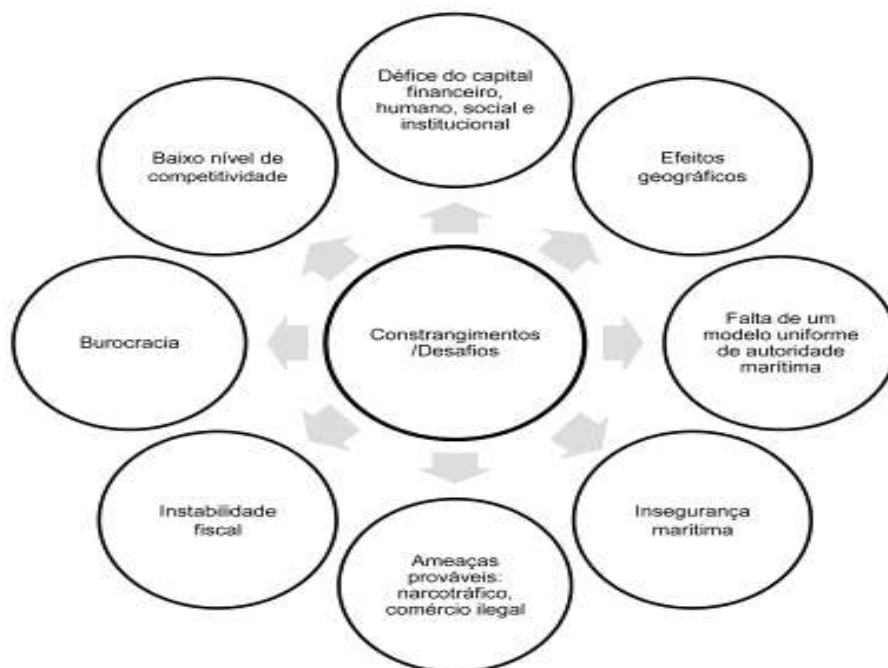 Défice do capital
financeiro,
humano, social e
institucional
Efeitos
geográficos
Falta de um
modelo uniforme
de autoridade
marítima
Insegurança
marítima
Ameaças
prováveis:
narcotráfico,
comércio ilegal
Instabilidade
fiscal
Burocracia
Baixo nível de
competitividade
Constrangimentos
/Desafios